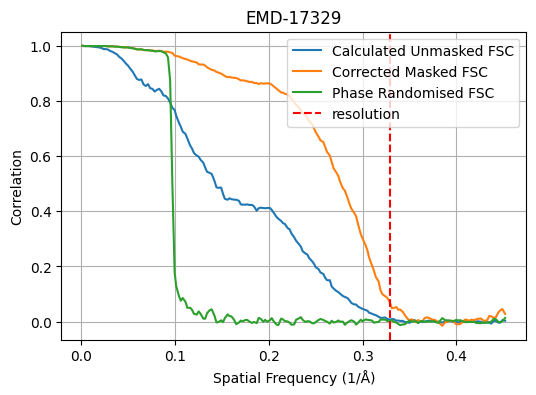 EMD-17329
Calculated Unmasked FSC
Corrected Masked FSC
Phase Randomised FSC
resolution
Correlation
1.0
0.8
0.6
0.4
0.2
0.0
0.0 0.1 0.2 0.3 0.4
Spatial Frequency (1/Å)